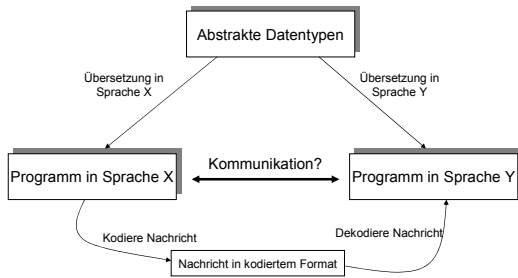 Abstrakte Datentypen
Übersetzung in
Sprache X
Übersetzung in
Sprache Y
Kommunikation?
Programm in Sprache X
Programm in Sprache Y
Kodiere Nachricht
Dekodiere Nachricht
Nachricht in kodiertem Format